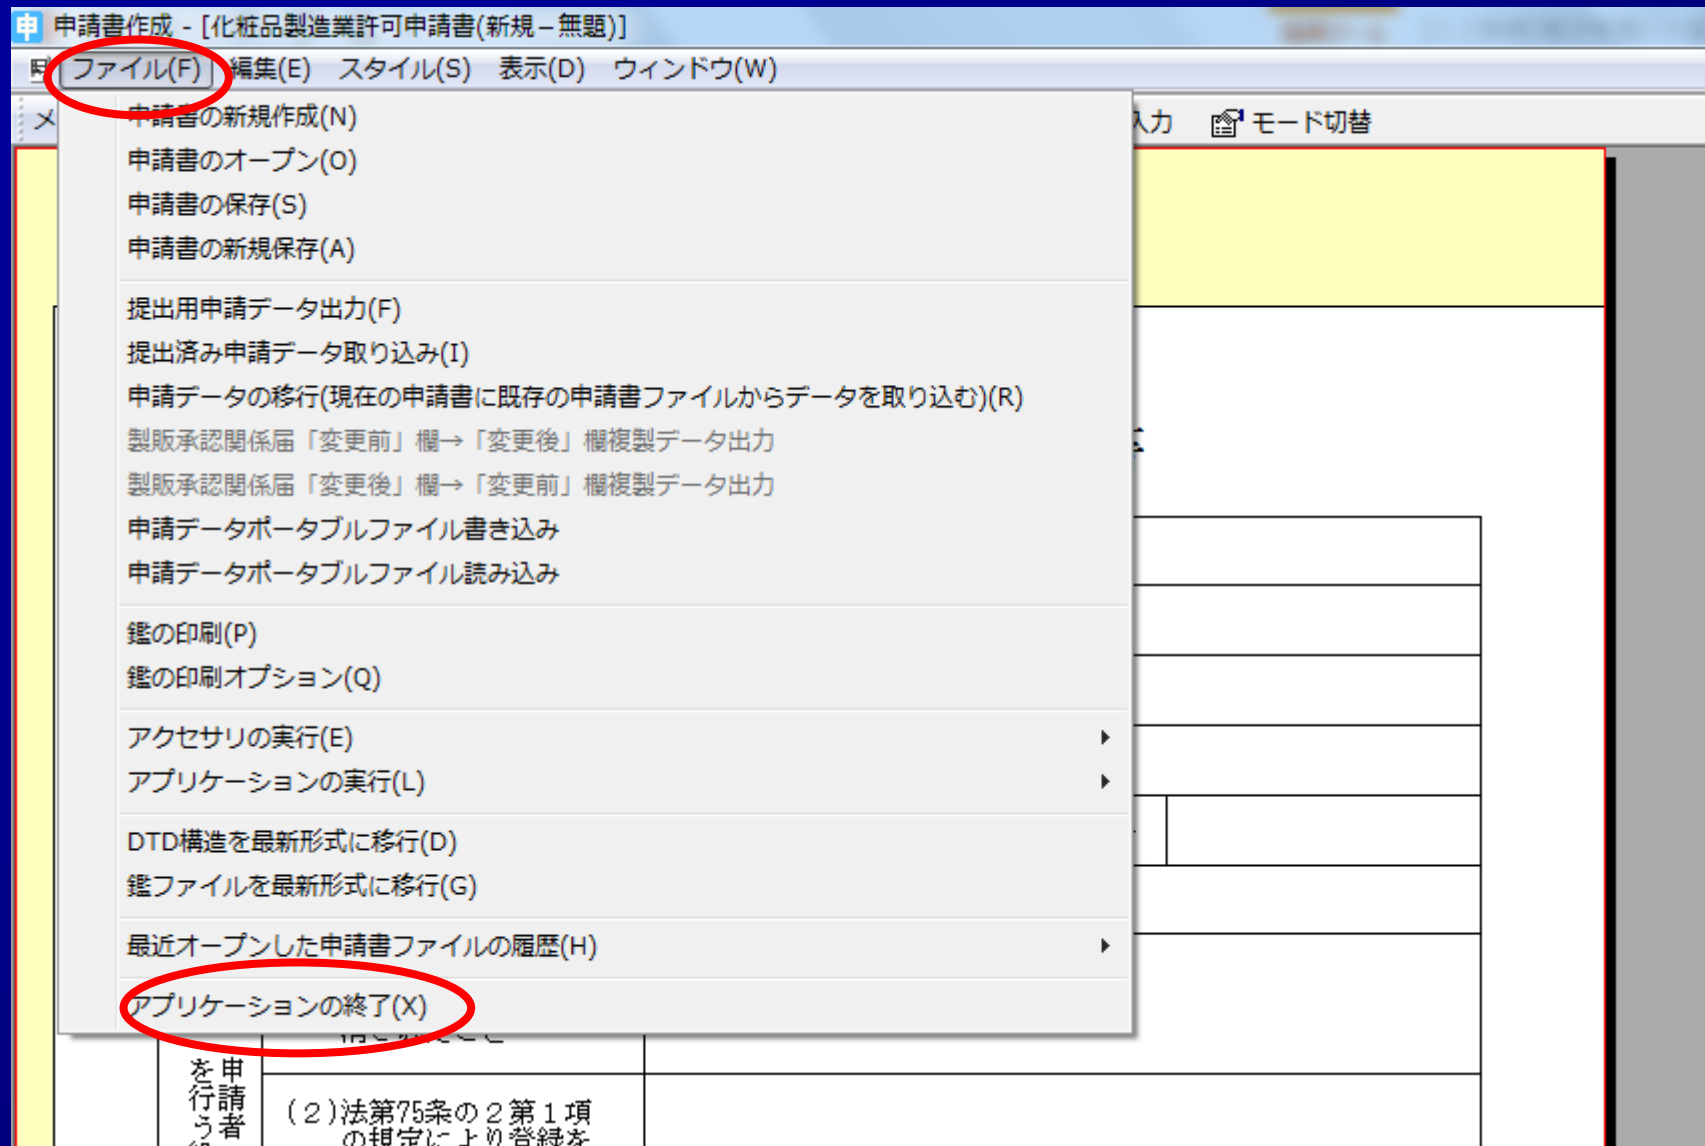 申 申請書作成 - [化粧品製造業許可申請書(新規－無題)]
ファイル(F) 編集(E) スタイル(S) 表示(D) ウィンドウ(W)
メ 入力 モード切替
申請書の新規作成(N)
申請書のオープン(O)
申請書の保存(S)
申請書の新規保存(A)
提出用申請データ出力(F)
提出済み申請データ取り込み(I)
申請データの移行(現在の申請書に既存の申請書ファイルからデータを取り込む)(R)
製販承認関係届「変更前」欄→「変更後」欄複製データ出力
製販承認関係届「変更後」欄→「変更前」欄複製データ出力
申請データポータブルファイル書き込み
申請データポータブルファイル読み込み
鑑の印刷(P)
鑑の印刷オプション(Q)
アクセサリの実行(E)
アプリケーションの実行(L)
DTD構造を最新形式に移行(D)
鑑ファイルを最新形式に移行(G)
最近オープンした申請書ファイルの履歴(H)
アプリケーションの終了(X)
申請者
を行う
(２)法第75条の２第１項
の規定により登録を